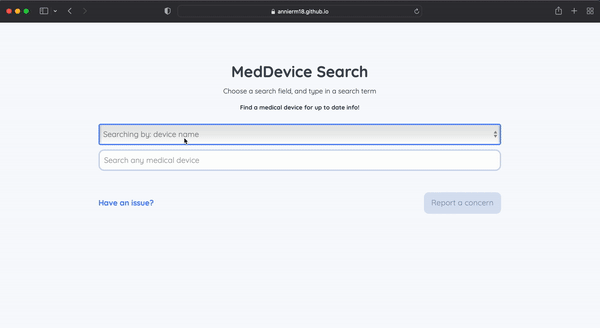 annierm18.github.io
MedDevice Search
Choose a search field, and type in a search term
Find a medical device for up to date info!
Searching by: device name
Search any medical device
Have an issue?
Report a concern